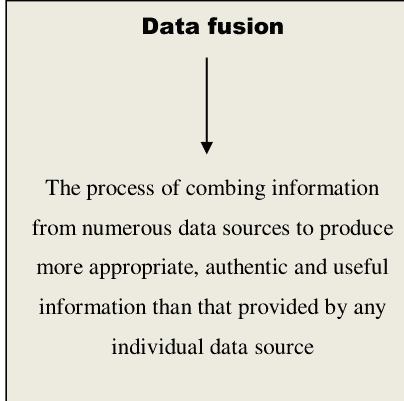 Data fusion
The process of combing information
from numerous data sources to produce
more appropriate, authentic and useful
information than that provided by any
individual data source